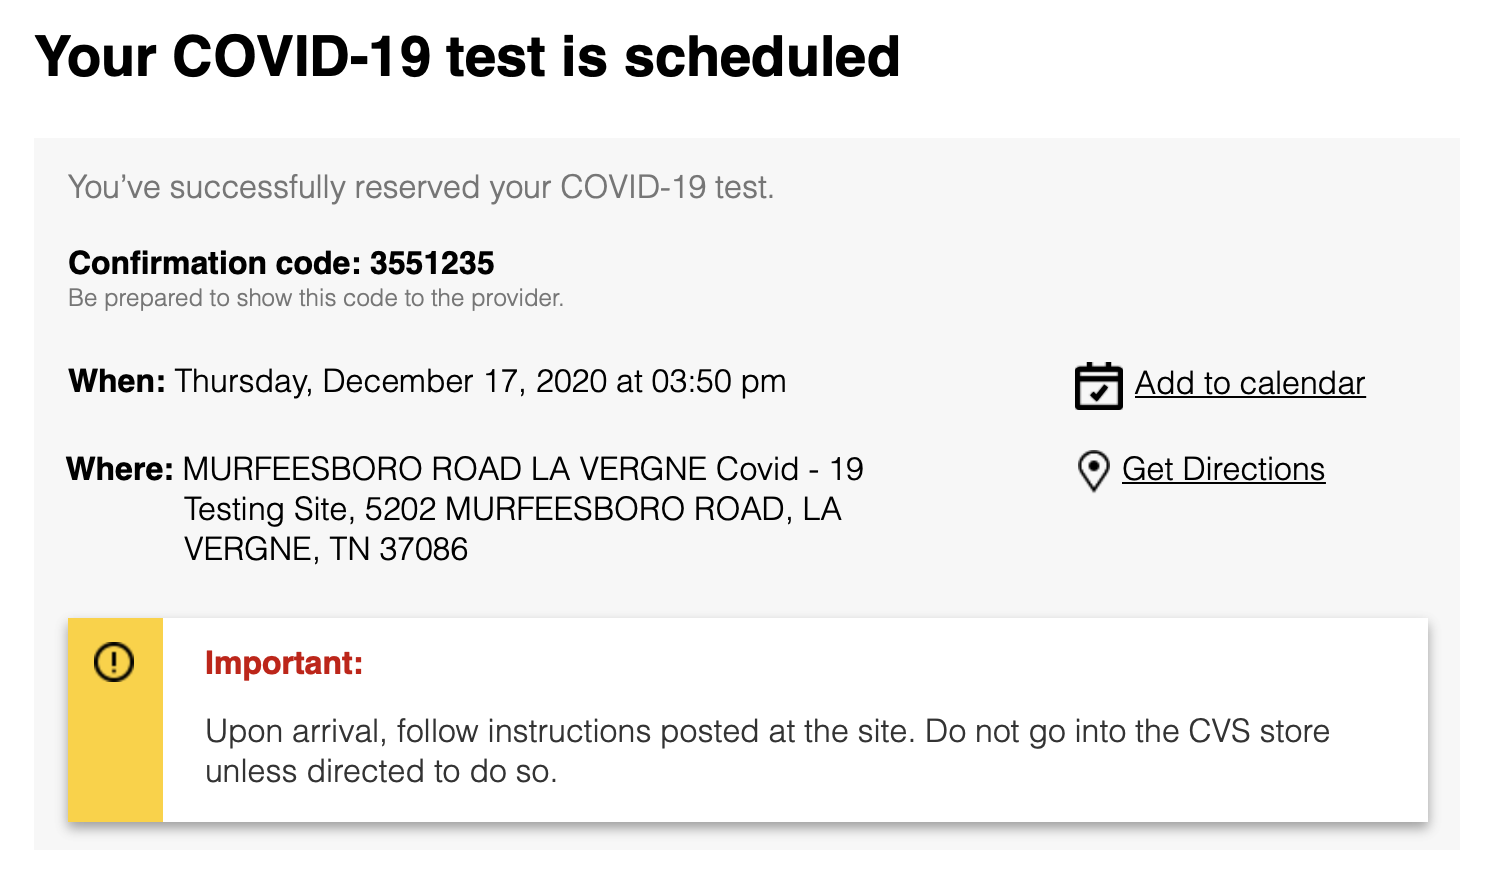 Your COVID-19 test is scheduled
You’ve successfully reserved your COVID-19 test.
Confirmation code: 3551235
Be prepared to show this code to the provider.
When: Thursday, December 17, 2020 at 03:50 pm
Add to calendar
Where: MURFEESBORO ROAD LA VERGNE Covid - 19
Testing Site, 5202 MURFEESBORO ROAD, LA
VERGNE, TN 37086
Get Directions
Important:
Upon arrival, follow instructions posted at the site. Do not go into the CVS store
unless directed to do so.